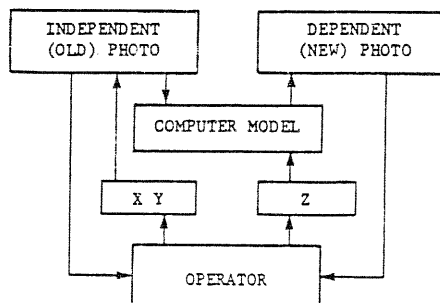 INDEPENDENT
(OLD) PHOTO
DEPENDENT
(NEW) PHOTO
COMPUTER MODEL
X Y
Z
OPERATOR